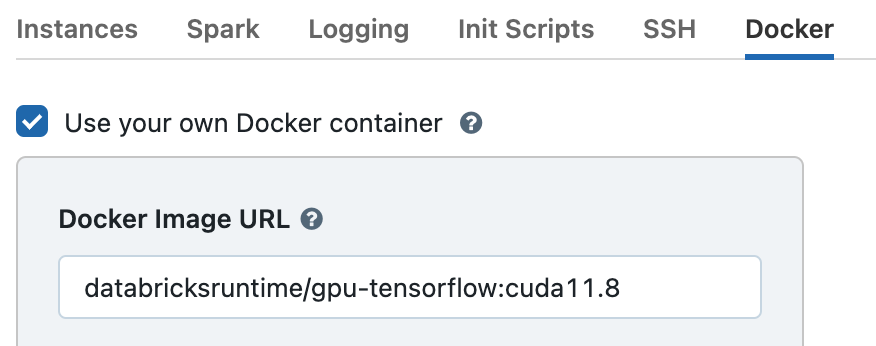 Instances Spark Logging Init Scripts SSH Docker
Use your own Docker container ?
Docker Image URL ?
databricksruntime/gpu-tensorflow:cuda11.8